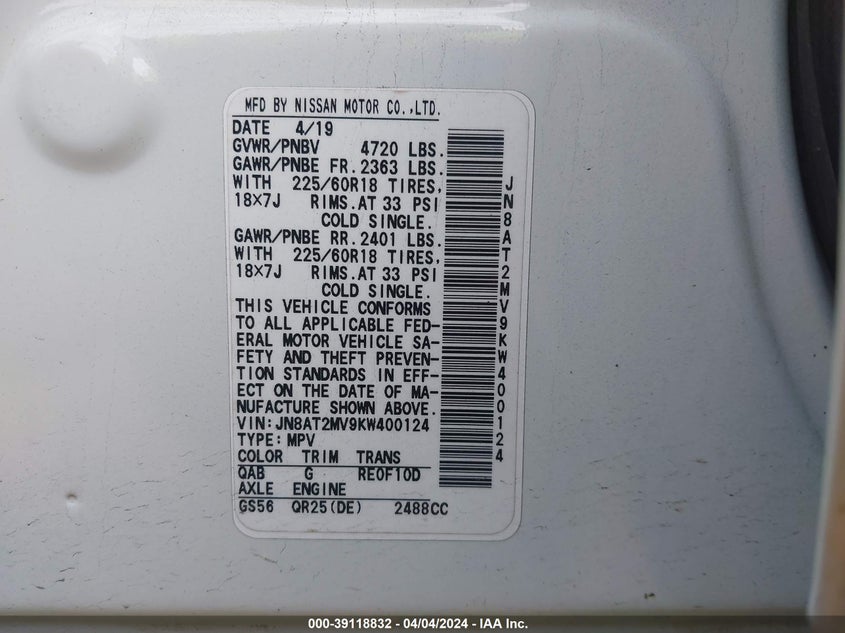 MFD BY NISSAN MOTOR CO.,LTD.
DATE 4/19
GVWR/PNBV 4720 LBS.
GAWR/PNBE FR. 2363 LBS.
WITH 225/60R18 TIRES,
18×7J RIMS. AT 33 PSI
COLD SINGLE.
GAWR/PNBE RR. 2401 LBS.
WITH 225/60R18 TIRES,
18×7J RIMS. AT 33 PSI
COLD SINGLE.
THIS VEHICLE CONFORMS
TO ALL APPLICABLE FED-
ERAL MOTOR VEHICLE SA-
FETY AND THEFT PREVEN-
TION STANDARDS IN EFF-
ECT ON THE DATE OF MA-
NUFACTURE SHOWN ABOVE.
VIN:JN8AT2MV9KW400124
TYPE:MPV
COLOR TRIM TRANS
QAB G RE0F10D
AXLE ENGINE
GS56 QR25(DE) 2488CC
JN8AT2MV9KW400124
000-39118832 - 04/04/2024 - IAA Inc.